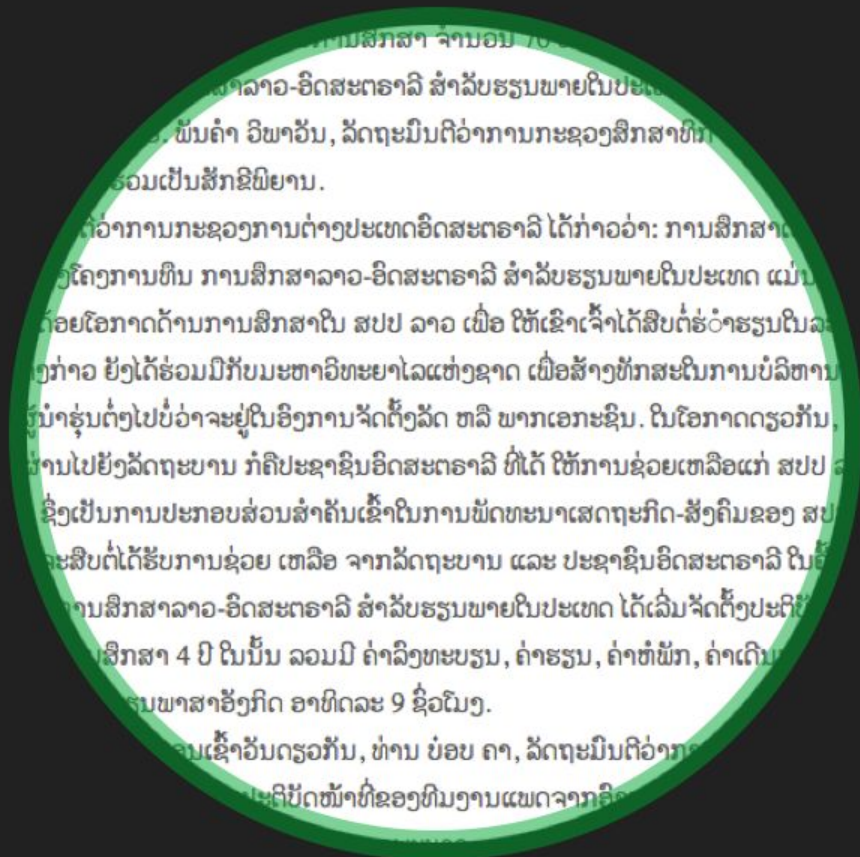 ການສຶກສາ ຈໍານວນ 70
ສາລາວ-ອົດສະຕຣາລີ ສໍາລັບຮຽນພາຍໃນ
ພັນຄໍາ ວິພາວັນ, ລັດຖະມົນຕີວ່າການກະຊວງສຶກສາທິກ
ຮ່ວມເປັນສັກຂີພິຍານ.
ຕີວ່າການກະຊວງການຕ່າງປະເທດອົດສະຕຣາລີ ໄດ້ກ່າວວ່າ: ການສຶກສາ
ໂຄງການທຶນ ການສຶກສາລາວ-ອົດສະຕຣາລີ ສໍາລັບຮຽນພາຍໃນປະເທດ ແມ່ນ
ດ້ອຍໂອກາດດ້ານການສຶກສາໃນ ສປປ ລາວ ເພື່ອ ໃຫ້ເຂົາເຈົ້າໄດ້ສືບຕໍ່ຮ່ໍາຮຽນໃນ
ງກ່າວ ຍັງໄດ້ຮ່ວມມືກັບມະຫາວິທະຍາໄລແຫ່ງຊາດ ເພື່ອສ້າງທັກສະໃນການບໍລິຫານ
ຜູ້ນໍາຮຸ່ນຕໍ່ໆໄປບໍ່ວ່າຈະຢູ່ໃນອົງການຈັດຕັ້ງລັດ ຫລື ພາກເອກະຊົນ. ໃນໂອກາດດຽວກັນ,
ຜ່ານໄປຍັງລັດຖະບານ ກໍຄືປະຊາຊົນອົດສະຕຣາລີ ທີ່ໄດ້ ໃຫ້ການຊ່ວຍເຫລືອແກ່ ສປປ
ຊຶ່ງເປັນການປະກອບສ່ວນສໍາຄັນເຂົ້າໃນການພັດທະນາເສດຖະກິດ-ສັງຄົມຂອງ ສປ
ຈະສືບຕໍ່ໄດ້ຮັບການຊ່ວຍ ເຫລືອ ຈາກລັດຖະບານ ແລະ ປະຊາຊົນອົດສະຕຣາລີ ໃນ
ການສຶກສາລາວ-ອົດສະຕຣາລີ ສໍາລັບຮຽນພາຍໃນປະເທດ ໄດ້ເລີ່ມຈັດຕັ້ງປະຕິບັ
ສຶກສາ 4 ປີ ໃນນັ້ນ ລວມມີ ຄ່າລົງທະບຽນ, ຄ່າຮຽນ, ຄ່າຫໍພັກ, ຄ່າເດີນ
ຮຽນພາສາອັງກິດ ອາທິດລະ 9 ຊົ່ວໂມງ.
ເຊົ້າວັນດຽວກັນ, ທ່ານ ບ໋ອບ ຄາ, ລັດຖະມົນຕີວ່າ
ປະຕິບັດໜ້າທີ່ຂອງທີມງານແພດຈາກ